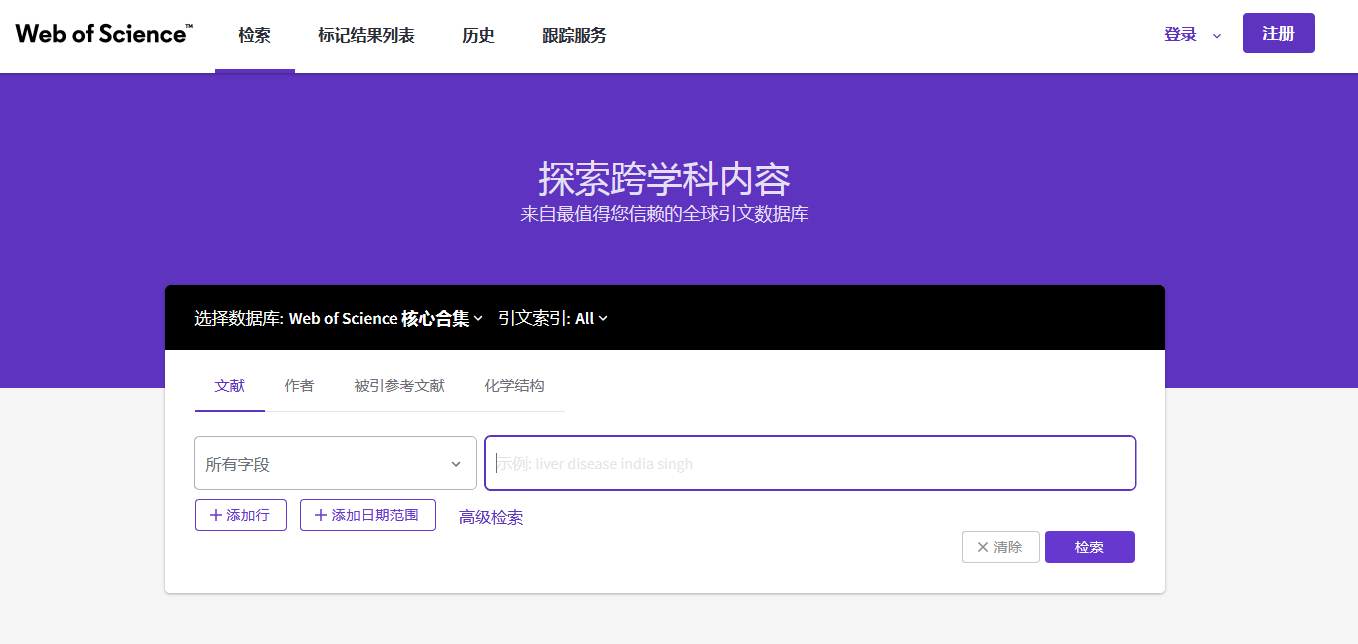 Web of Science™ 检索 标记结果列表 历史 跟踪服务 登录 注册
探索跨学科内容
来自最值得您信赖的全球引文数据库
选择数据库: Web of Science 核心合集 引文索引: All
文献 作者 被引参考文献 化学结构
所有字段 示例: liver disease india singh
+ 添加行 + 添加日期范围 高级检索
× 清除 检索